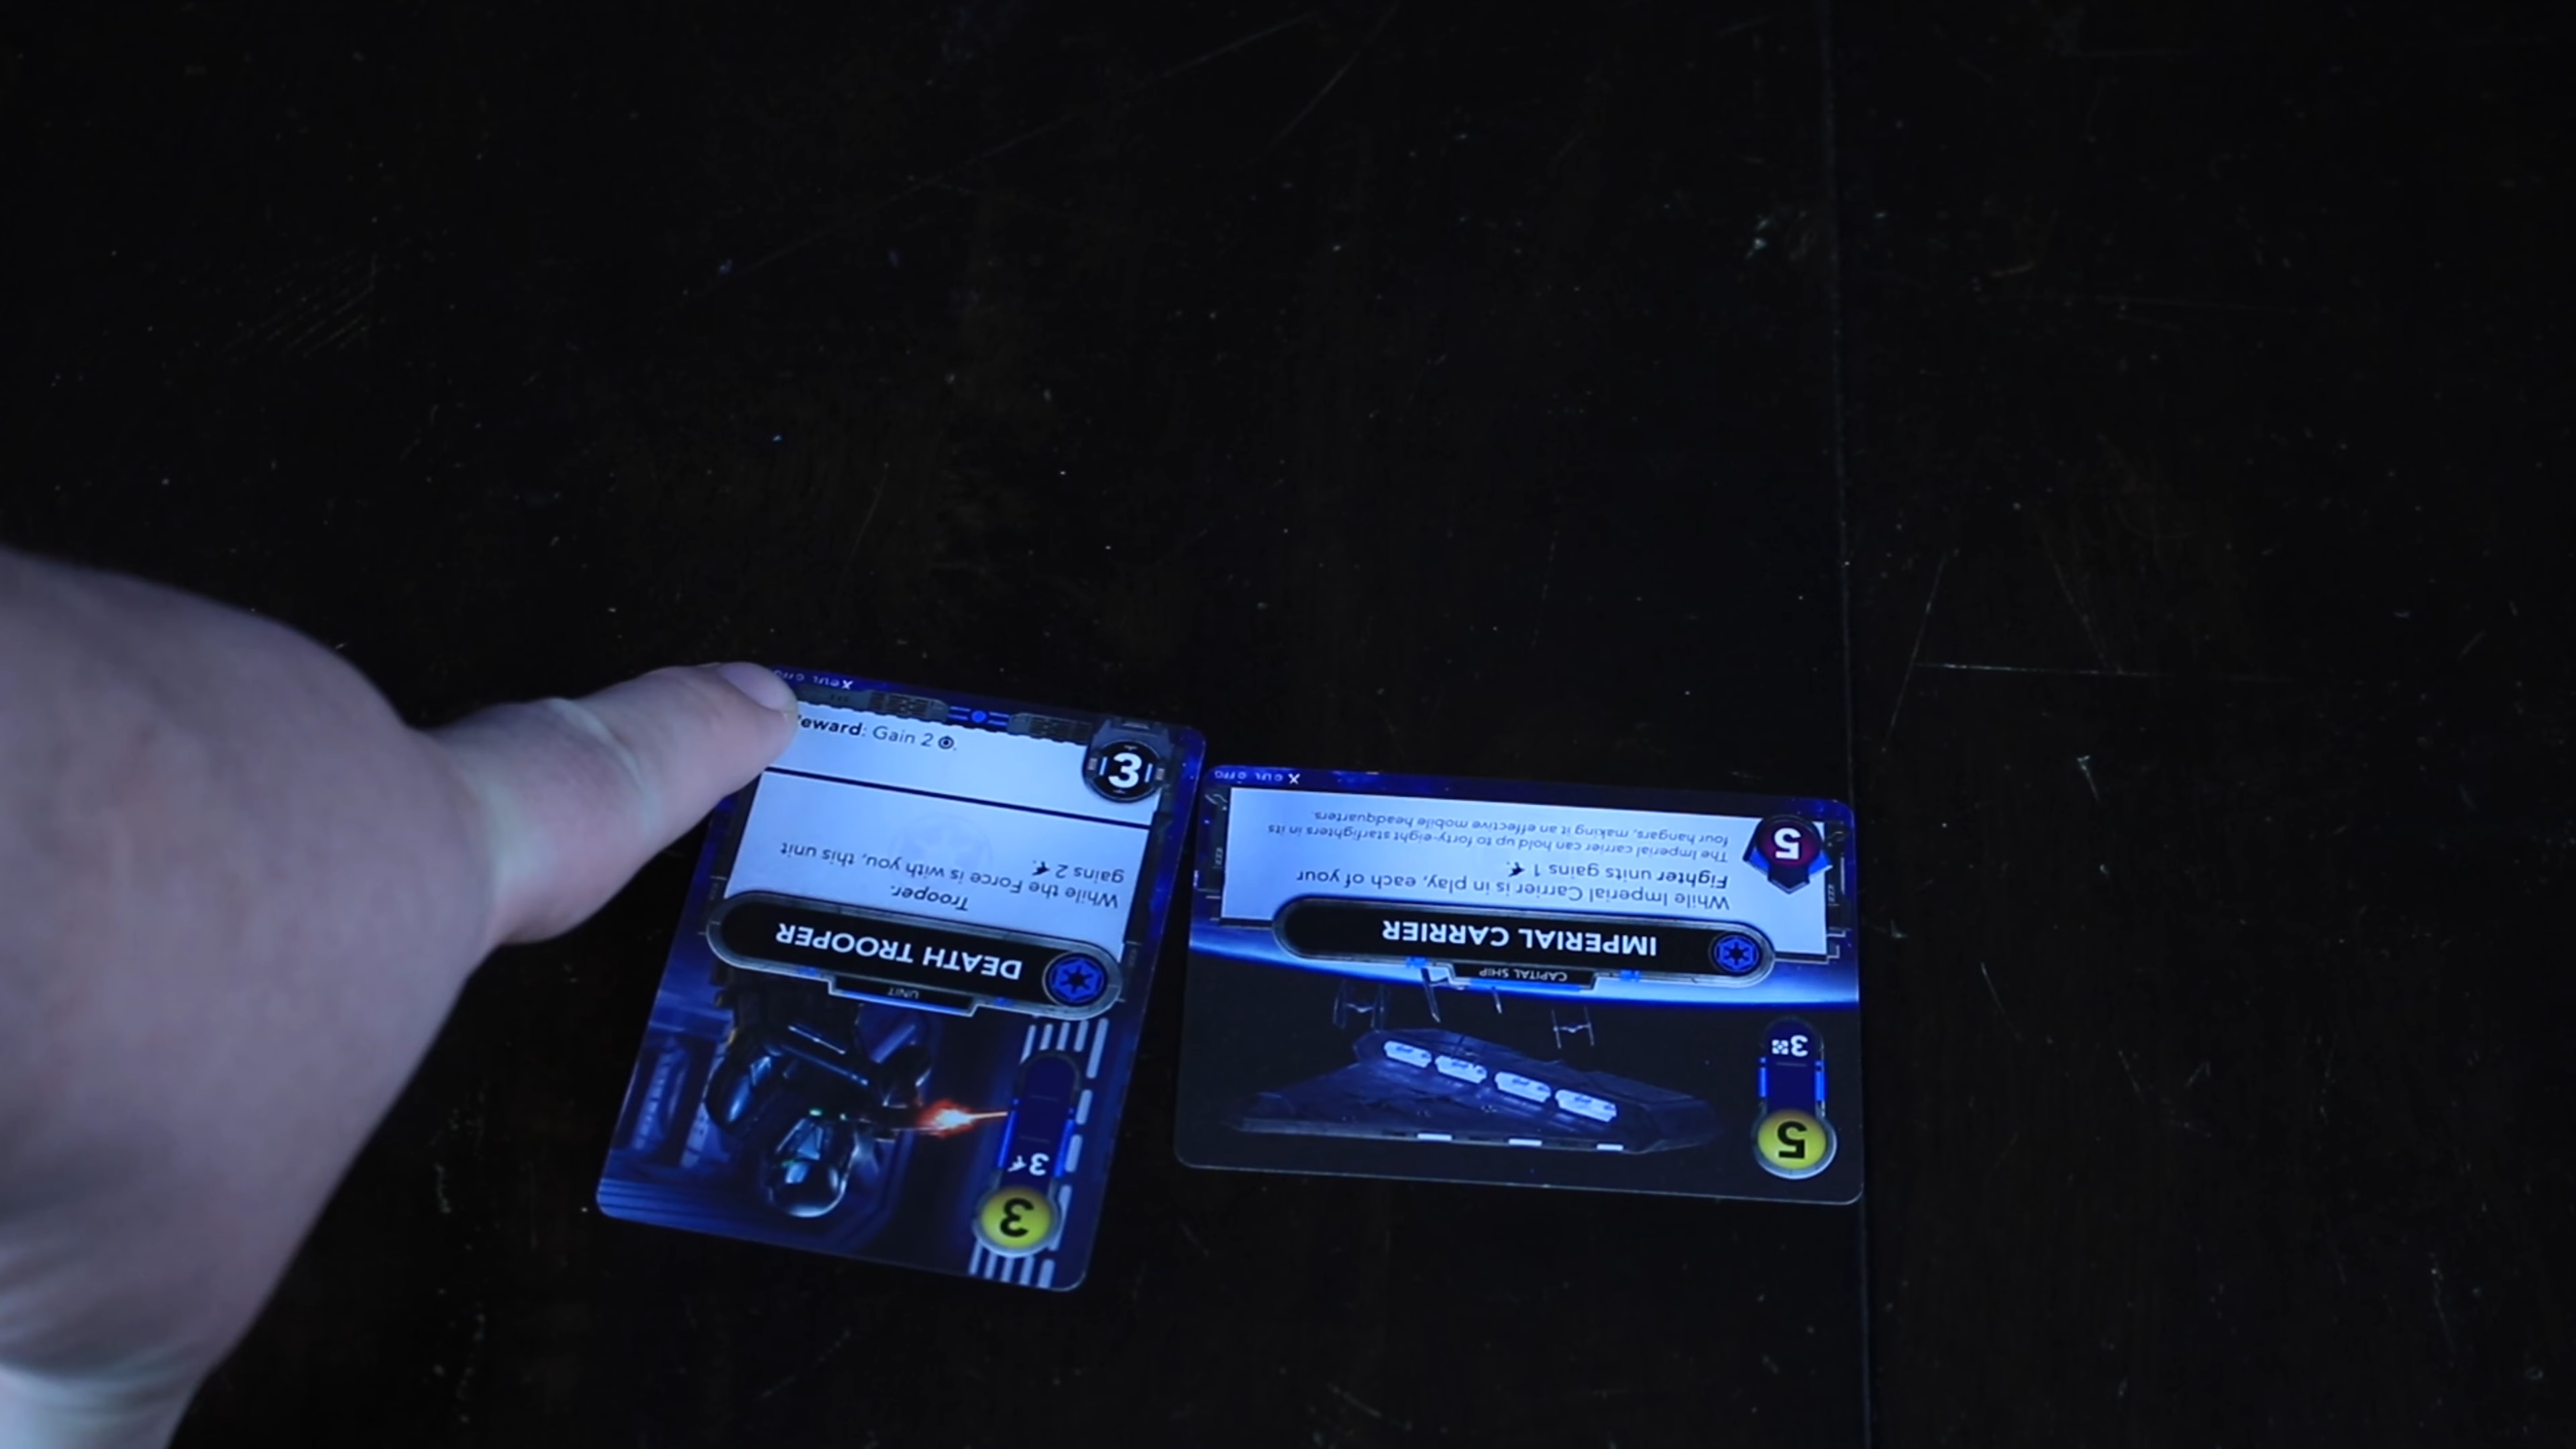 3
3
UNIT
DEATH TROOPER
Trooper.
While the Force is with you, this unit
gains 2
eward: Gain 2
3
5
3
CAPITAL SHIP
IMPERIAL CARRIER
While Imperial Carrier is in play, each of your
Fighter units gains 1
The Imperial carrier can hold up to forty-eight starfighters in its
four hangars, making it an effective mobile headquarters.
5
© LFL © FFG